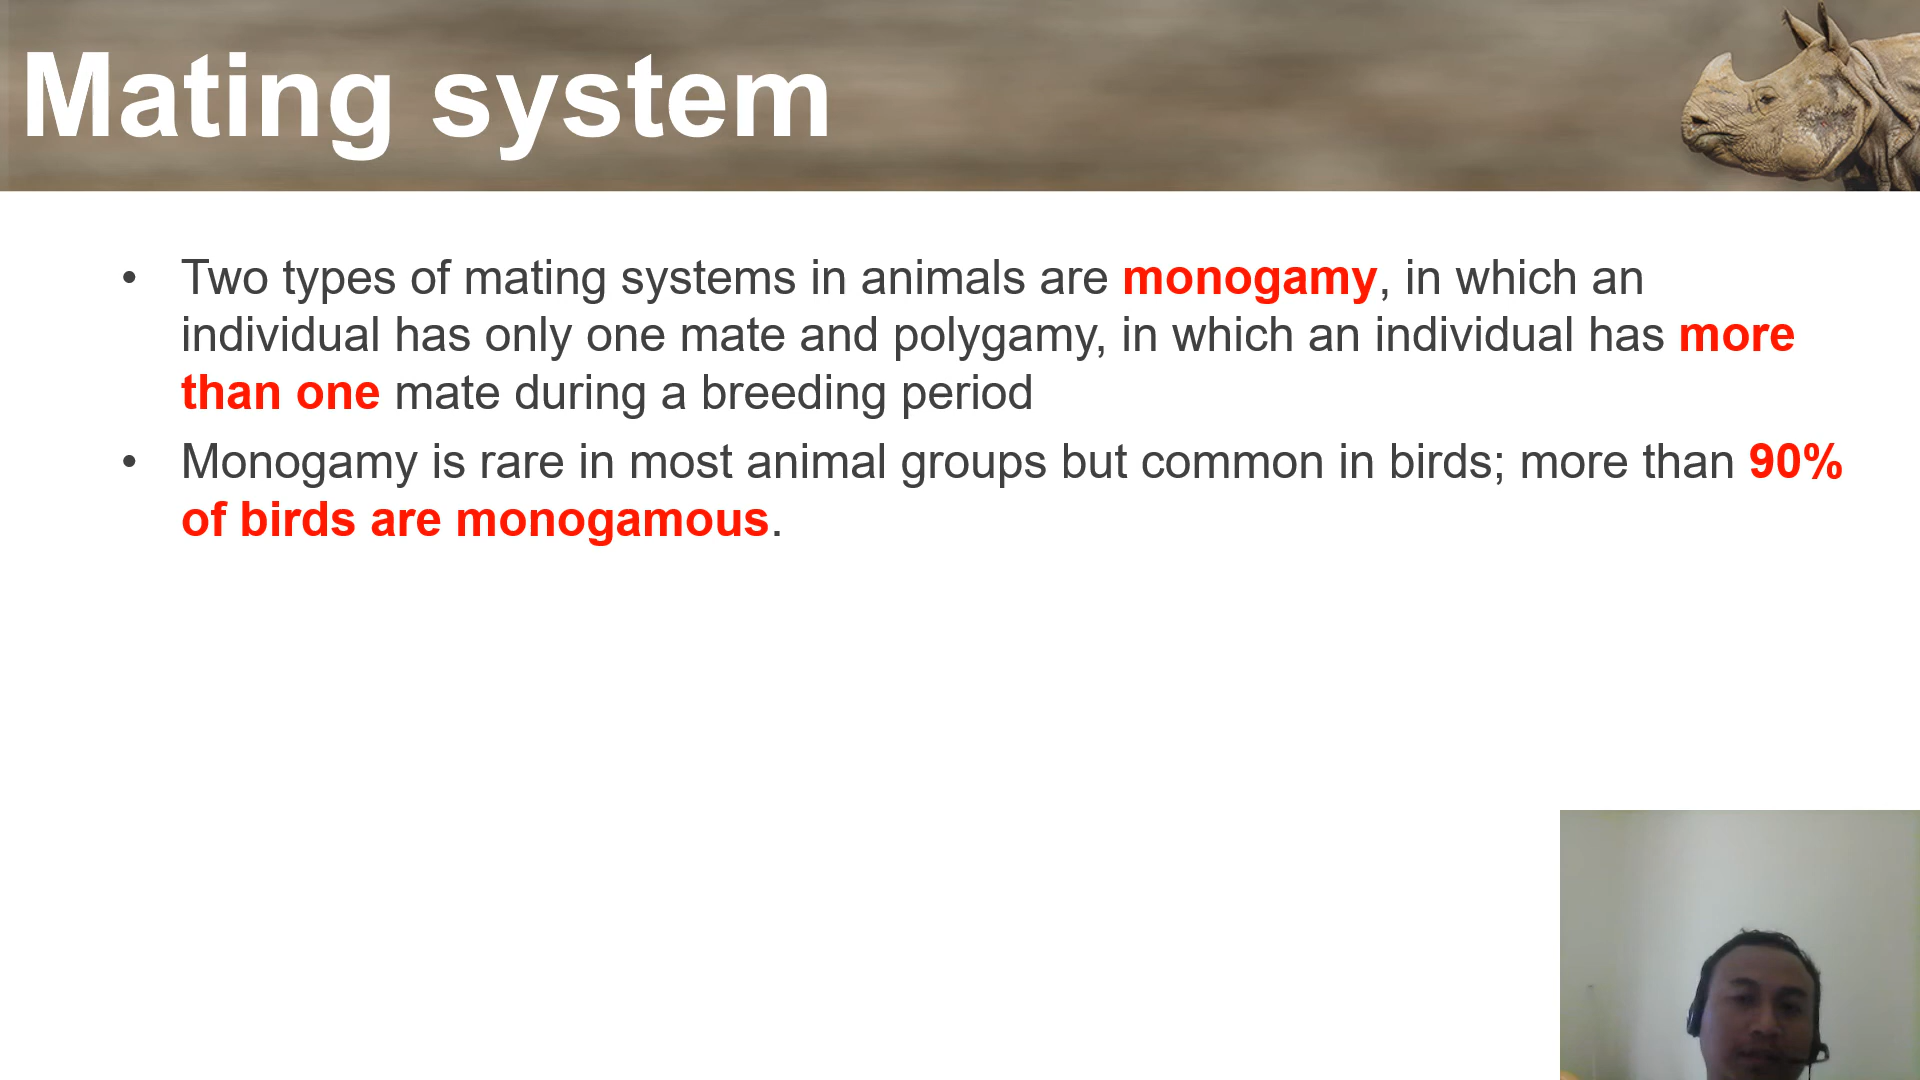 Mating system
• Two types of mating systems in animals are monogamy, in which an
individual has only one mate and polygamy, in which an individual has more
than one mate during a breeding period
• Monogamy is rare in most animal groups but common in birds; more than 90%
of birds are monogamous.